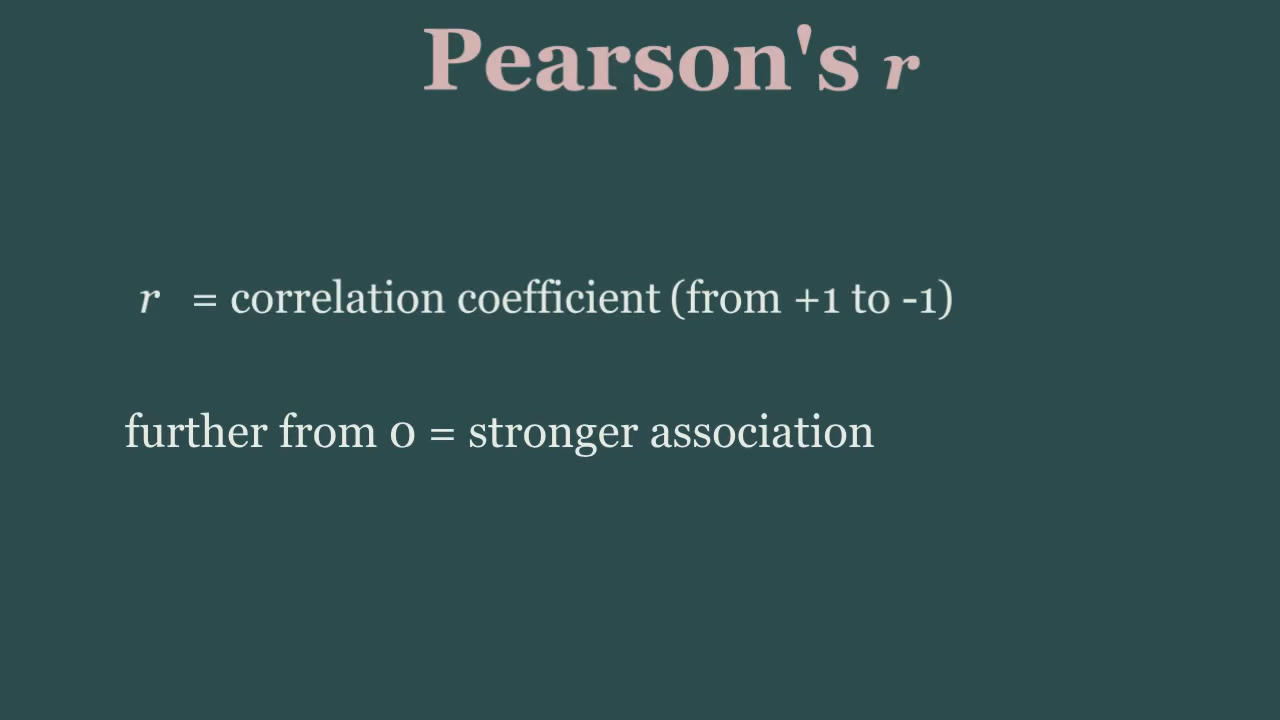 Pearson's r
r = correlation coefficient (from +1 to -1)
further from 0 = stronger association